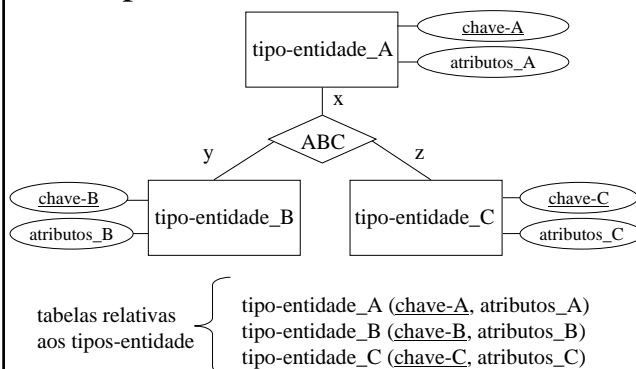 chave-A
tipo-entidade_A
atributos_A
x
ABC
y
z
chave-B
tipo-entidade_B
atributos_B
chave-C
tipo-entidade_C
atributos_C
tabelas relativas
aos tipos-entidade
tipo-entidade_A (chave-A, atributos_A)
tipo-entidade_B (chave-B, atributos_B)
tipo-entidade_C (chave-C, atributos_C)